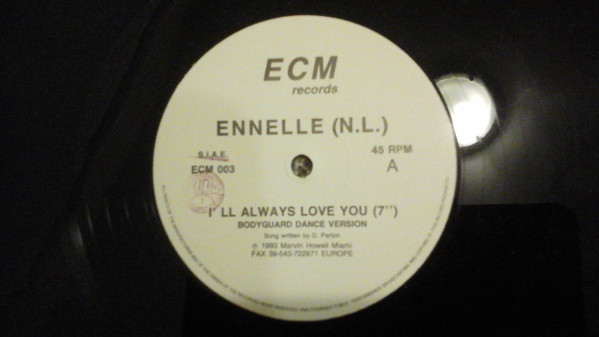 ECM
records
ENNELLE (N.L.)
S.I.A.E.
45 RPM
ECM 003
A
I' LL ALWAYS LOVE YOU (7'')
BODYGUARD DANCE VERSION
Song written by D. Parton
℗ 1993 Marvin Howell Miami
FAX 39-543-722871 EUROPE